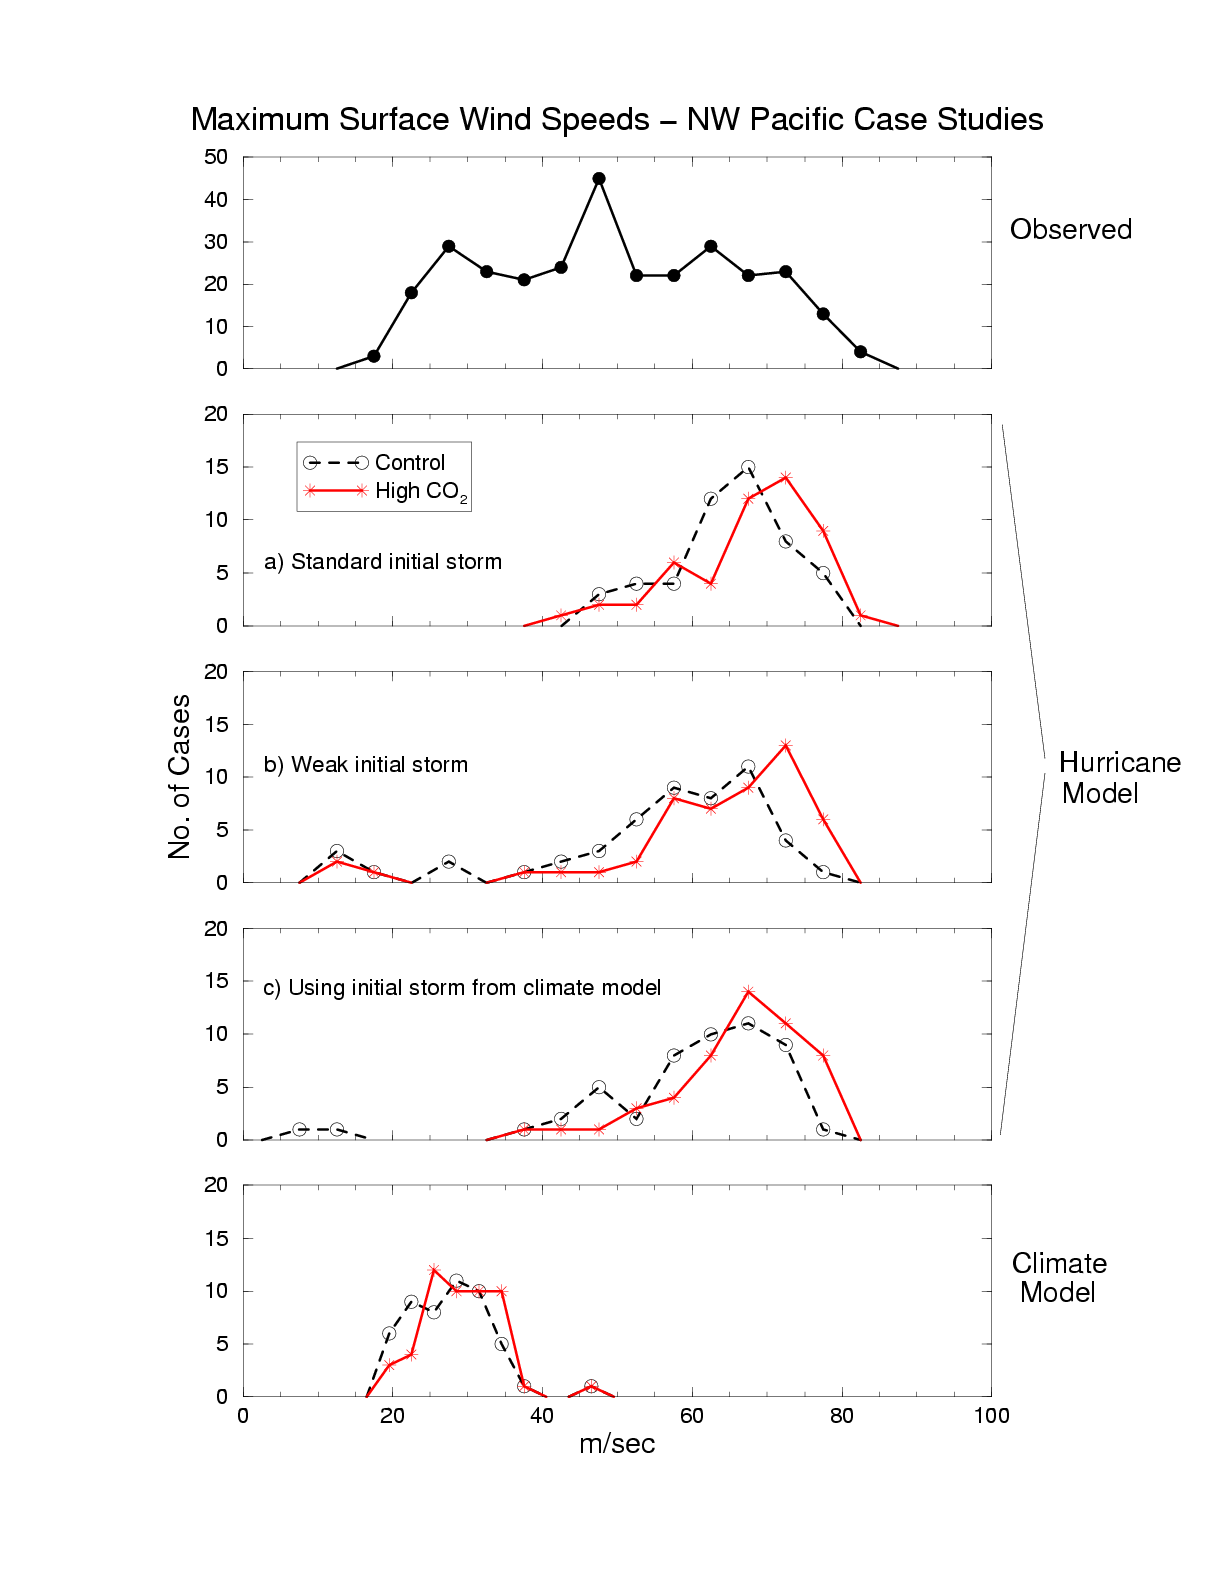 Maximum Surface Wind Speeds – NW Pacific Case Studies
50
40
30
20
10
0
Observed
20
15
10
5
0
Control
High CO₂
a) Standard initial storm
20
15
10
5
0
b) Weak initial storm
No. of Cases
Hurricane
Model
20
15
10
5
0
c) Using initial storm from climate model
20
15
10
5
0
Climate
Model
0 20 40 60 80 100
m/sec